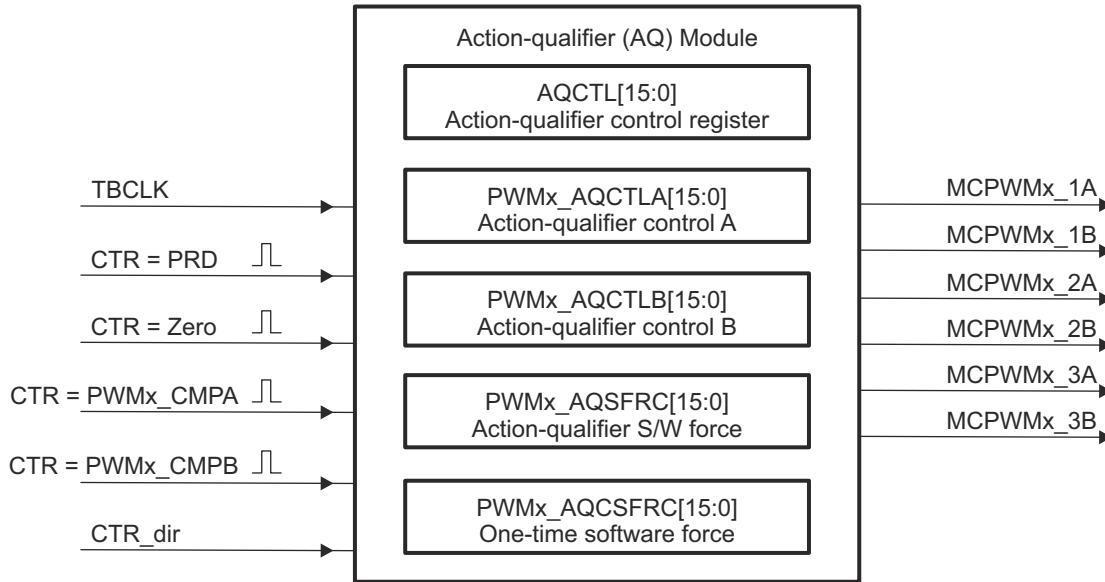 Action-qualifier (AQ) Module
AQCTL[15:0]
Action-qualifier control register
PWMx_AQCTLA[15:0]
Action-qualifier control A
PWMx_AQCTLB[15:0]
Action-qualifier control B
PWMx_AQSFRC[15:0]
Action-qualifier S/W force
PWMx_AQCSFRC[15:0]
One-time software force
TBCLK
CTR = PRD
CTR = Zero
CTR = PWMx_CMPA
CTR = PWMx_CMPB
CTR_dir
MCPWMx_1A
MCPWMx_1B
MCPWMx_2A
MCPWMx_2B
MCPWMx_3A
MCPWMx_3B